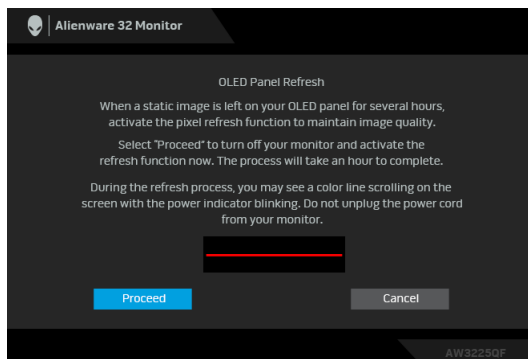 Alienware 32 Monitor
OLED Panel Refresh
When a static image is left on your OLED panel for several hours,
activate the pixel refresh function to maintain image quality.
Select "Proceed" to turn off your monitor and activate the
refresh function now. The process will take an hour to complete.
During the refresh process, you may see a color line scrolling on the
screen with the power indicator blinking. Do not unplug the power cord
from your monitor.
Proceed
Cancel
AW3225QF